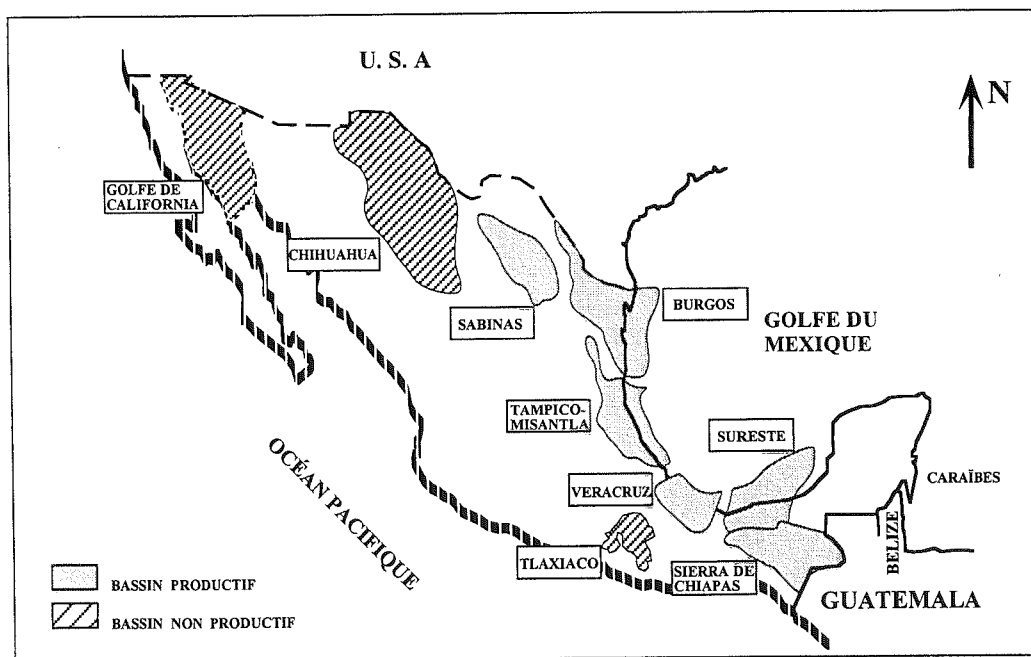 U. S. A
N
GOLFE DE
CALIFORNIA
CHIHUAHUA
SABINAS
BURGOS
GOLFE DU
MEXIQUE
TAMPICO-
MISANTLA
SURESTE
OCÉAN PACIFIQUE
VERACRUZ
CARAÏBES
TLAXIACO
SIERRA DE
CHIAPAS
BELIZE
GUATEMALA
BASSIN PRODUCTIF
BASSIN NON PRODUCTIF